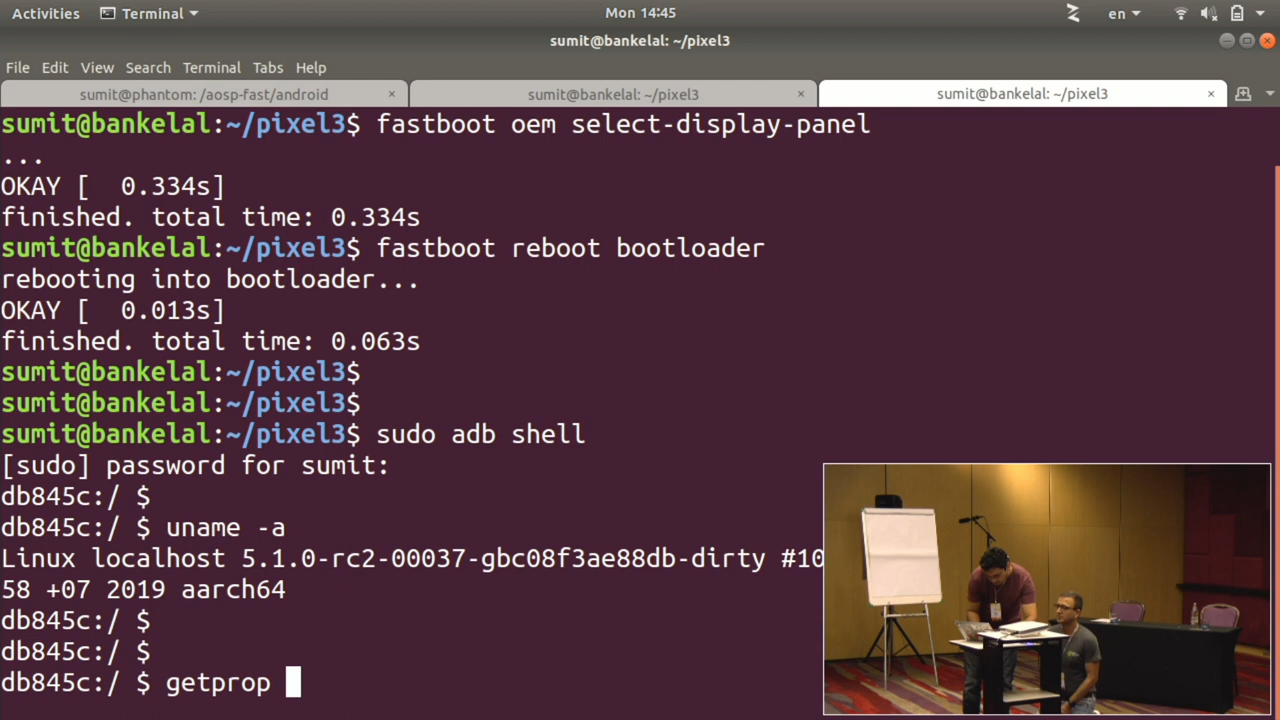 Activities Terminal Mon 14:45 en
sumit@bankelal: ~/pixel3
File Edit View Search Terminal Tabs Help
sumit@phantom: /aosp-fast/android × sumit@bankelal: ~/pixel3 × sumit@bankelal: ~/pixel3 ×
sumit@bankelal:~/pixel3$ fastboot oem select-display-panel
...
OKAY [  0.334s]
finished. total time: 0.334s
sumit@bankelal:~/pixel3$ fastboot reboot bootloader
rebooting into bootloader...
OKAY [  0.013s]
finished. total time: 0.063s
sumit@bankelal:~/pixel3$
sumit@bankelal:~/pixel3$
sumit@bankelal:~/pixel3$ sudo adb shell
[sudo] password for sumit:
db845c:/ $
db845c:/ $ uname -a
Linux localhost 5.1.0-rc2-00037-gbc08f3ae88db-dirty #10
58 +07 2019 aarch64
db845c:/ $
db845c:/ $
db845c:/ $ getprop